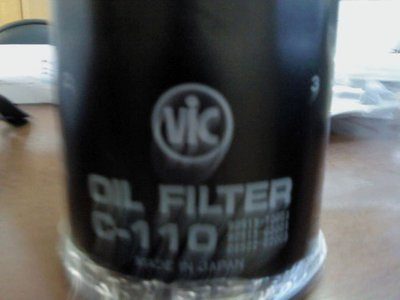 VIC
OIL FILTER
C-110
MADE IN JAPAN